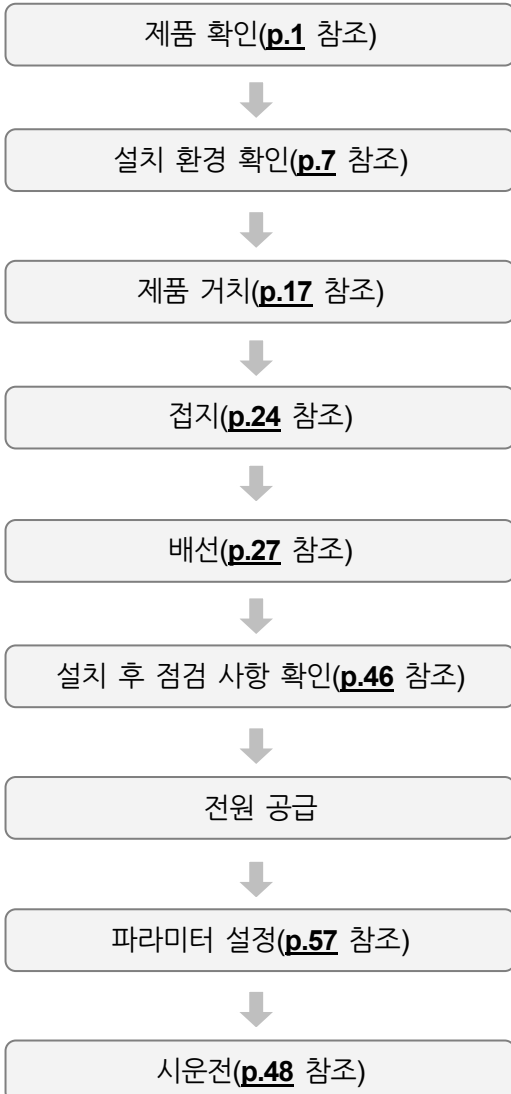 제품 확인(p.1 참조)
설치 환경 확인(p.7 참조)
제품 거치(p.17 참조)
접지(p.24 참조)
배선(p.27 참조)
설치 후 점검 사항 확인(p.46 참조)
전원 공급
파라미터 설정(p.57 참조)
시운전(p.48 참조)